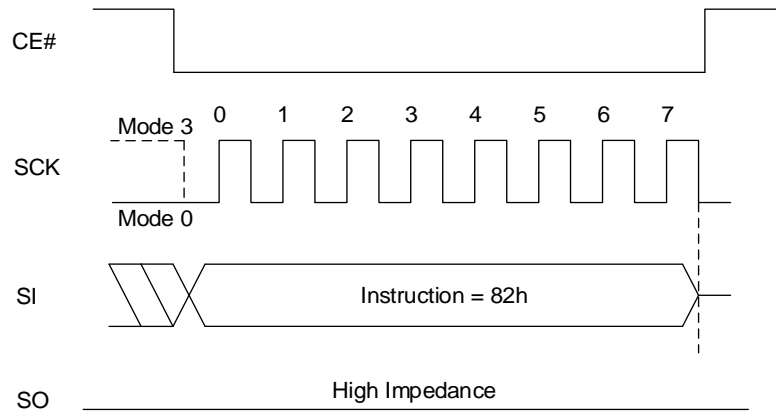 CE#
0 1 2 3 4 5 6 7
Mode 3
SCK
Mode 0
SI
Instruction = 82h
High Impedance
SO